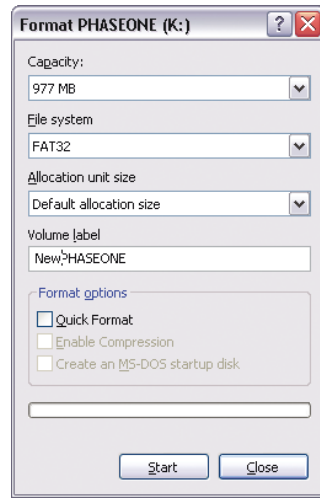 Format PHASEONE (K:)
Capacity:
977 MB
File system
FAT32
Allocation unit size
Default allocation size
Volume label
NewPHASEONE
Format options
Quick Format
Enable Compression
Create an MS-DOS startup disk
Start
Close